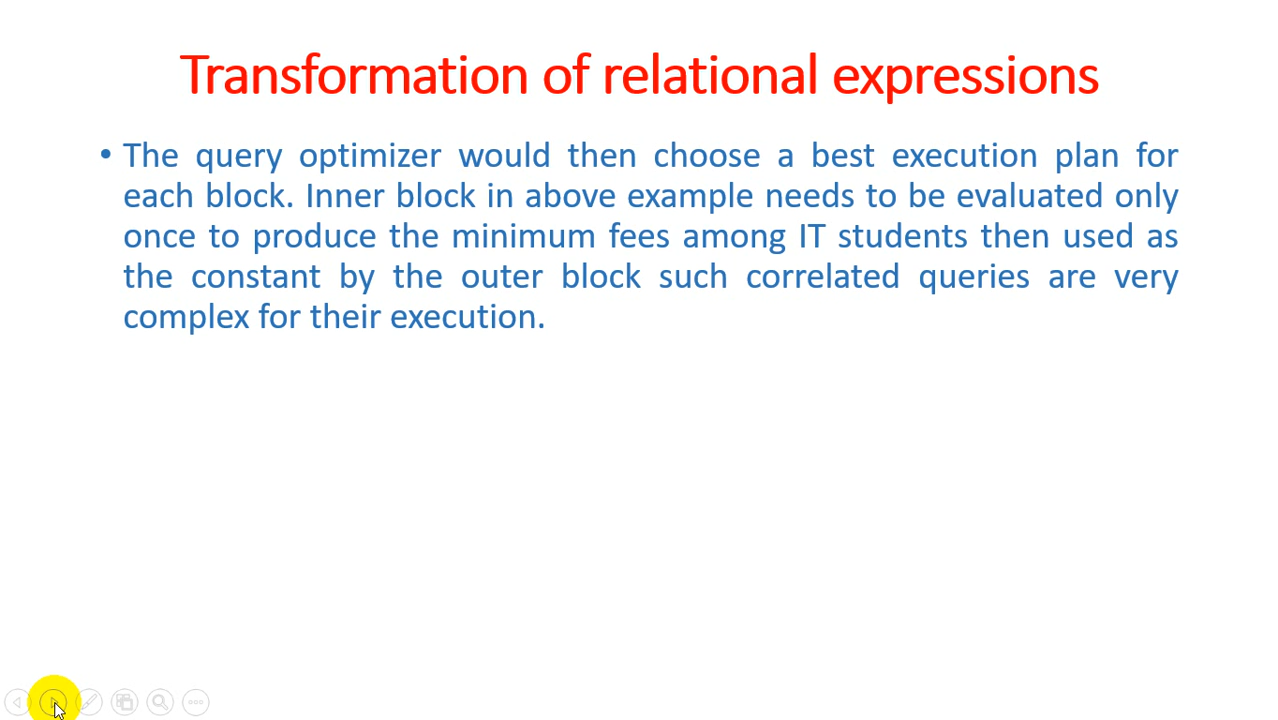 Transformation of relational expressions
• The query optimizer would then choose a best execution plan for
each block. Inner block in above example needs to be evaluated only
once to produce the minimum fees among IT students then used as
the constant by the outer block such correlated queries are very
complex for their execution.